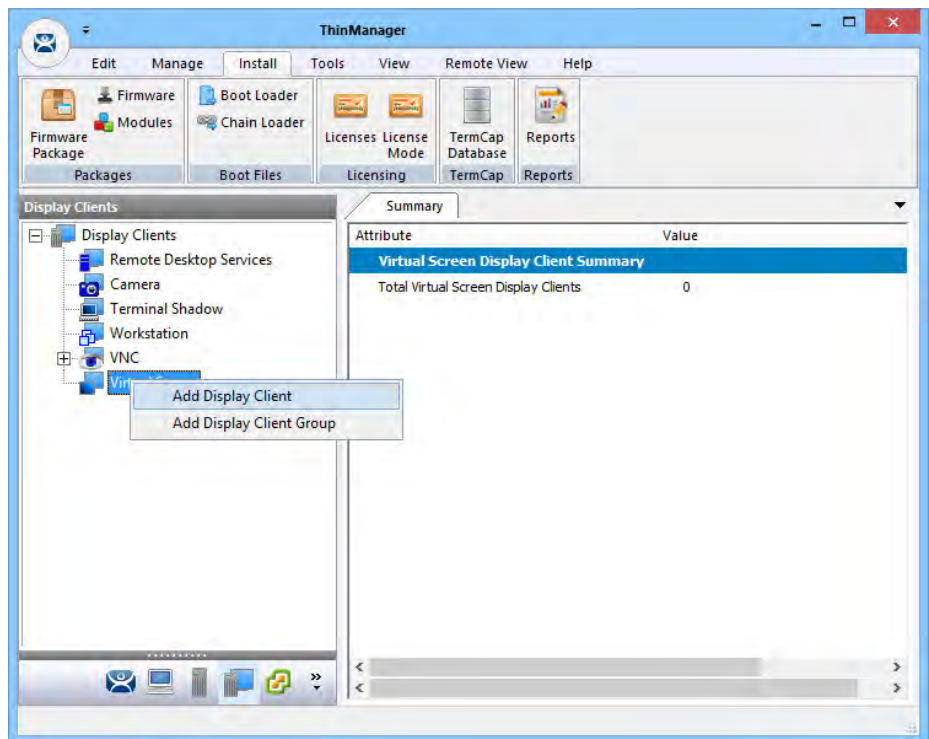 ThinManager
Edit Manage Install Tools View Remote View Help
Firmware Package
Firmware
Modules
Packages
Boot Loader
Chain Loader
Boot Files
Licenses
License Mode
Licensing
TermCap Database
TermCap
Reports
Reports
Display Clients
Display Clients
Remote Desktop Services
Camera
Terminal Shadow
Workstation
VNC
Add Display Client
Add Display Client Group
Summary
Attribute Value
Virtual Screen Display Client Summary
Total Virtual Screen Display Clients 0